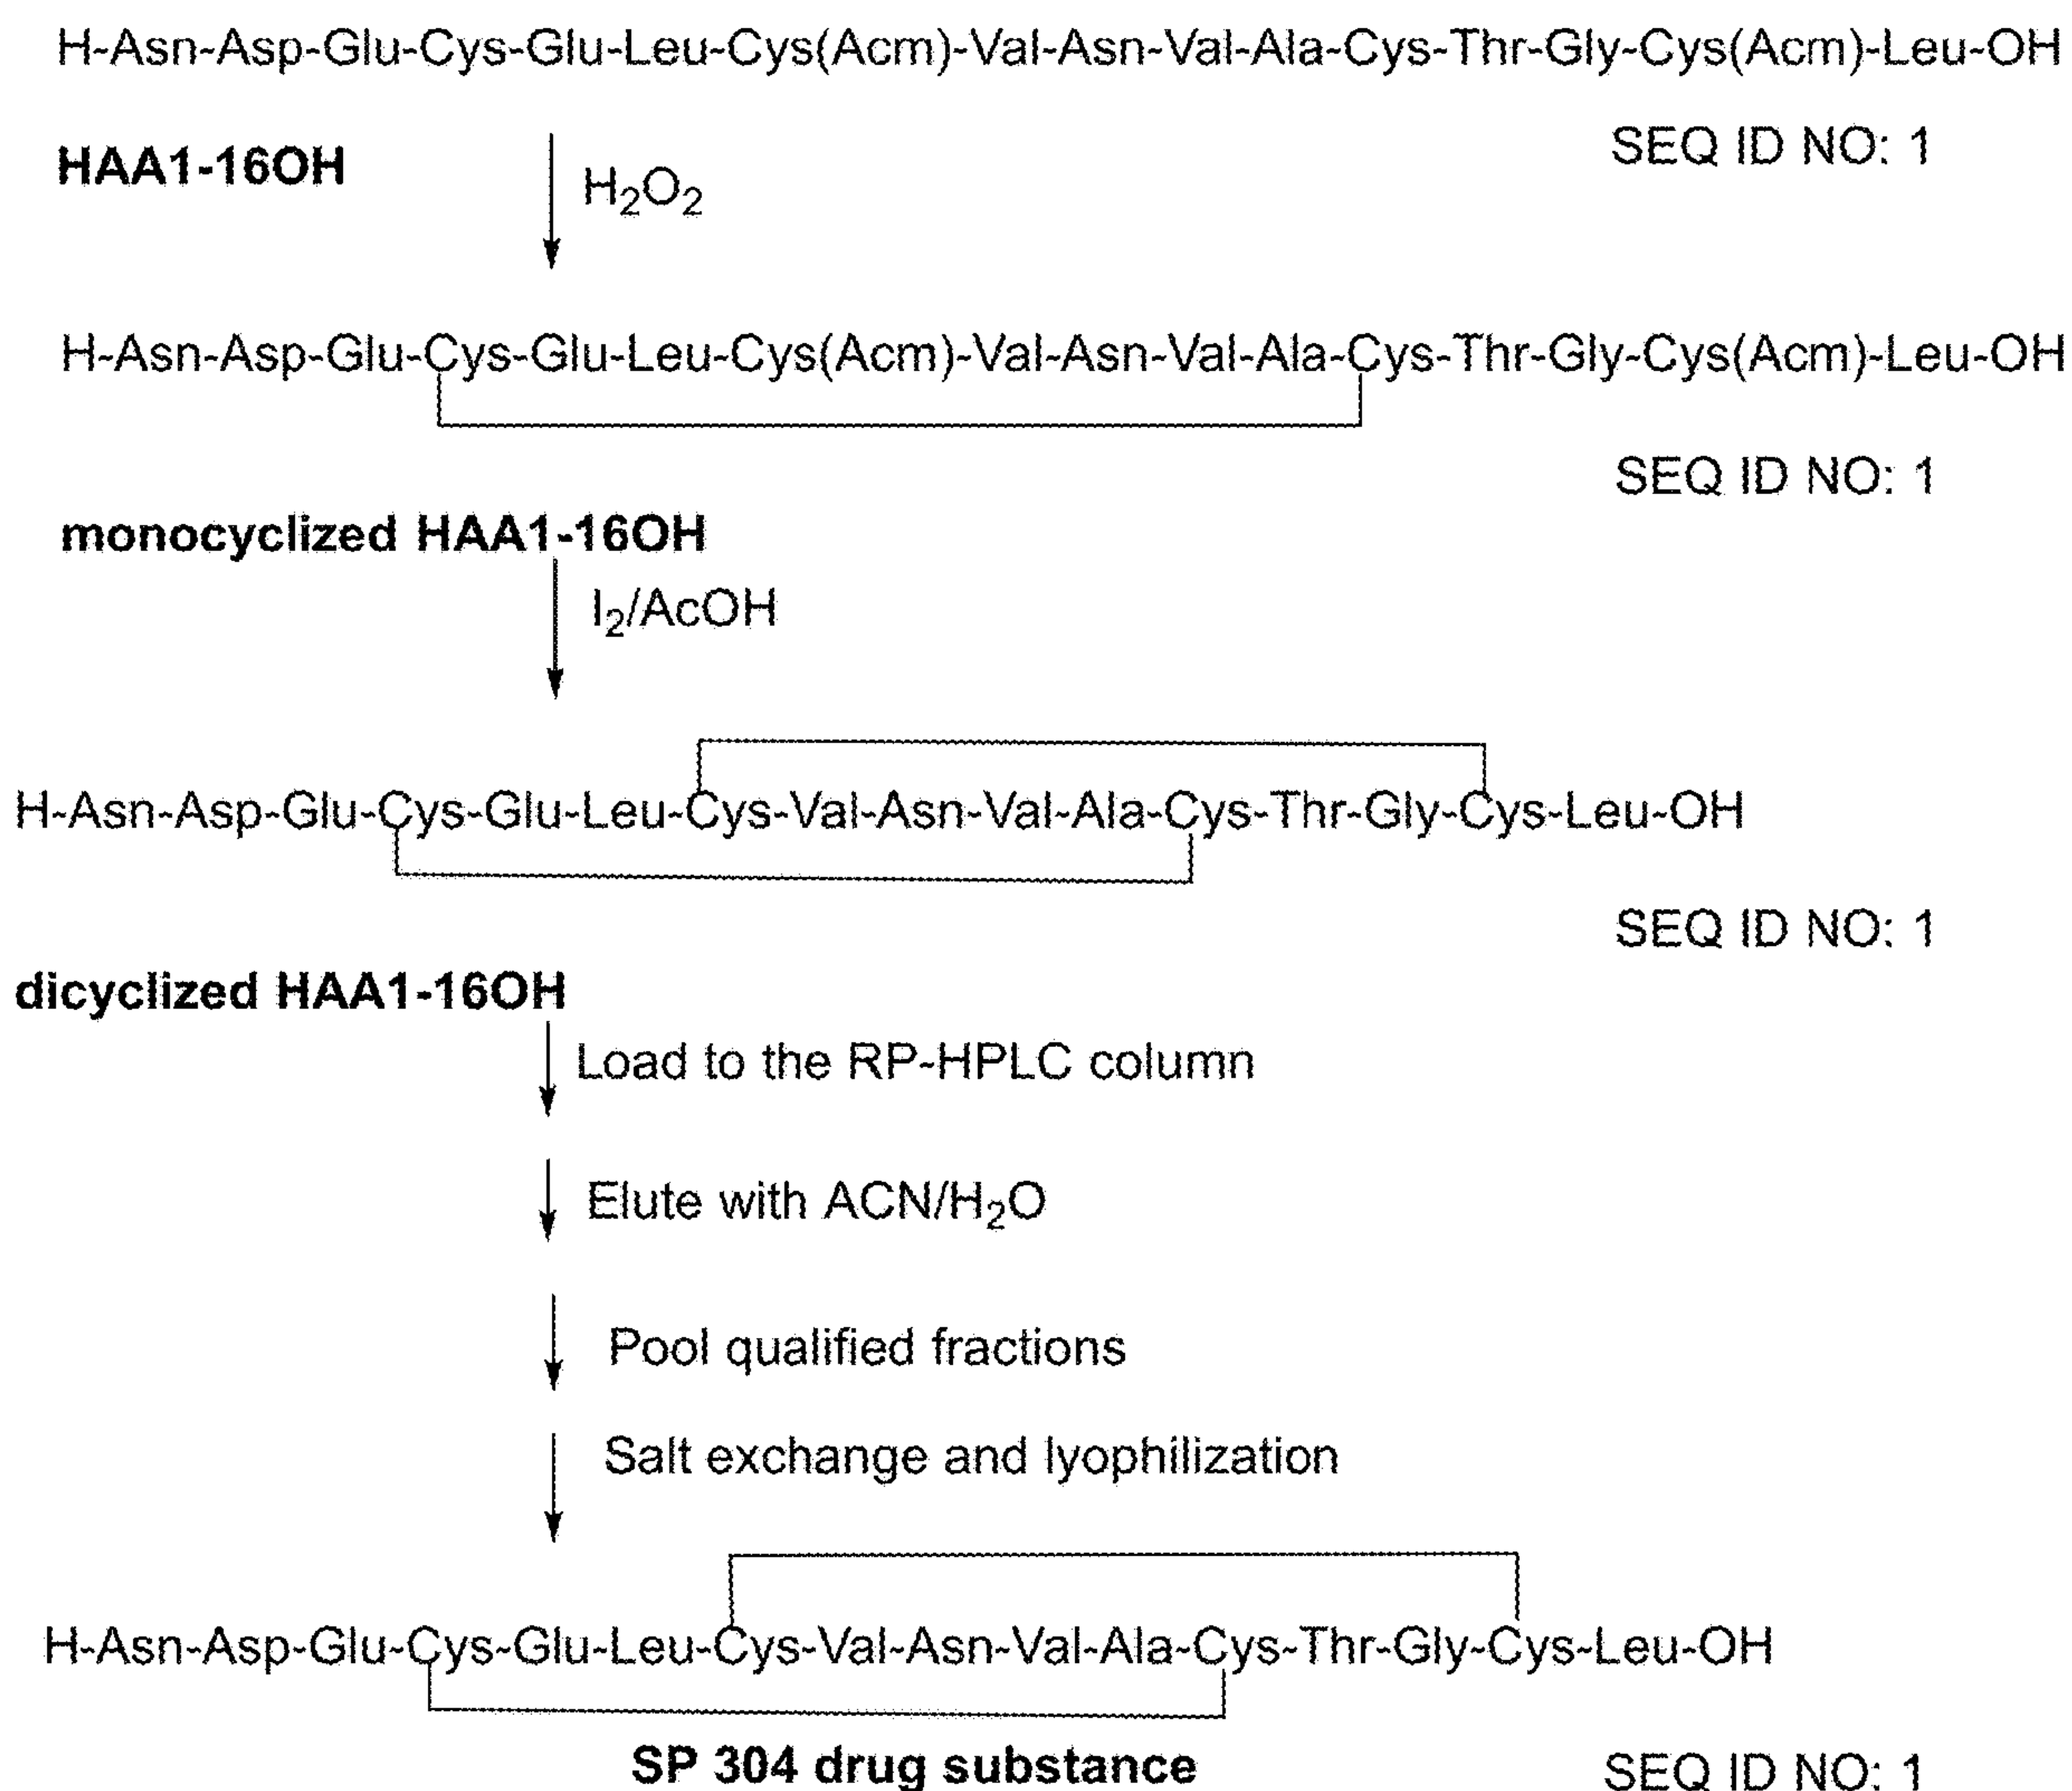 H-Asn-Asp-Glu-Cys-Glu-Leu-Cys(Acm)-Val-Asn-Val-Ala-Cys-Thr-Gly-Cys(Acm)-Leu-OH
SEQ ID NO: 1
HAA1-16OH
H₂O₂
H-Asn-Asp-Glu-Cys-Glu-Leu-Cys(Acm)-Val-Asn-Val-Ala-Cys-Thr-Gly-Cys(Acm)-Leu-OH
SEQ ID NO: 1
monocyclized HAA1-16OH
I₂/AcOH
H-Asn-Asp-Glu-Cys-Glu-Leu-Cys-Val-Asn-Val-Ala-Cys-Thr-Gly-Cys-Leu-OH
SEQ ID NO: 1
dicyclized HAA1-16OH
Load to the RP-HPLC column
Elute with ACN/H₂O
Pool qualified fractions
Salt exchange and lyophilization
H-Asn-Asp-Glu-Cys-Glu-Leu-Cys-Val-Asn-Val-Ala-Cys-Thr-Gly-Cys-Leu-OH
SP 304 drug substance
SEQ ID NO: 1